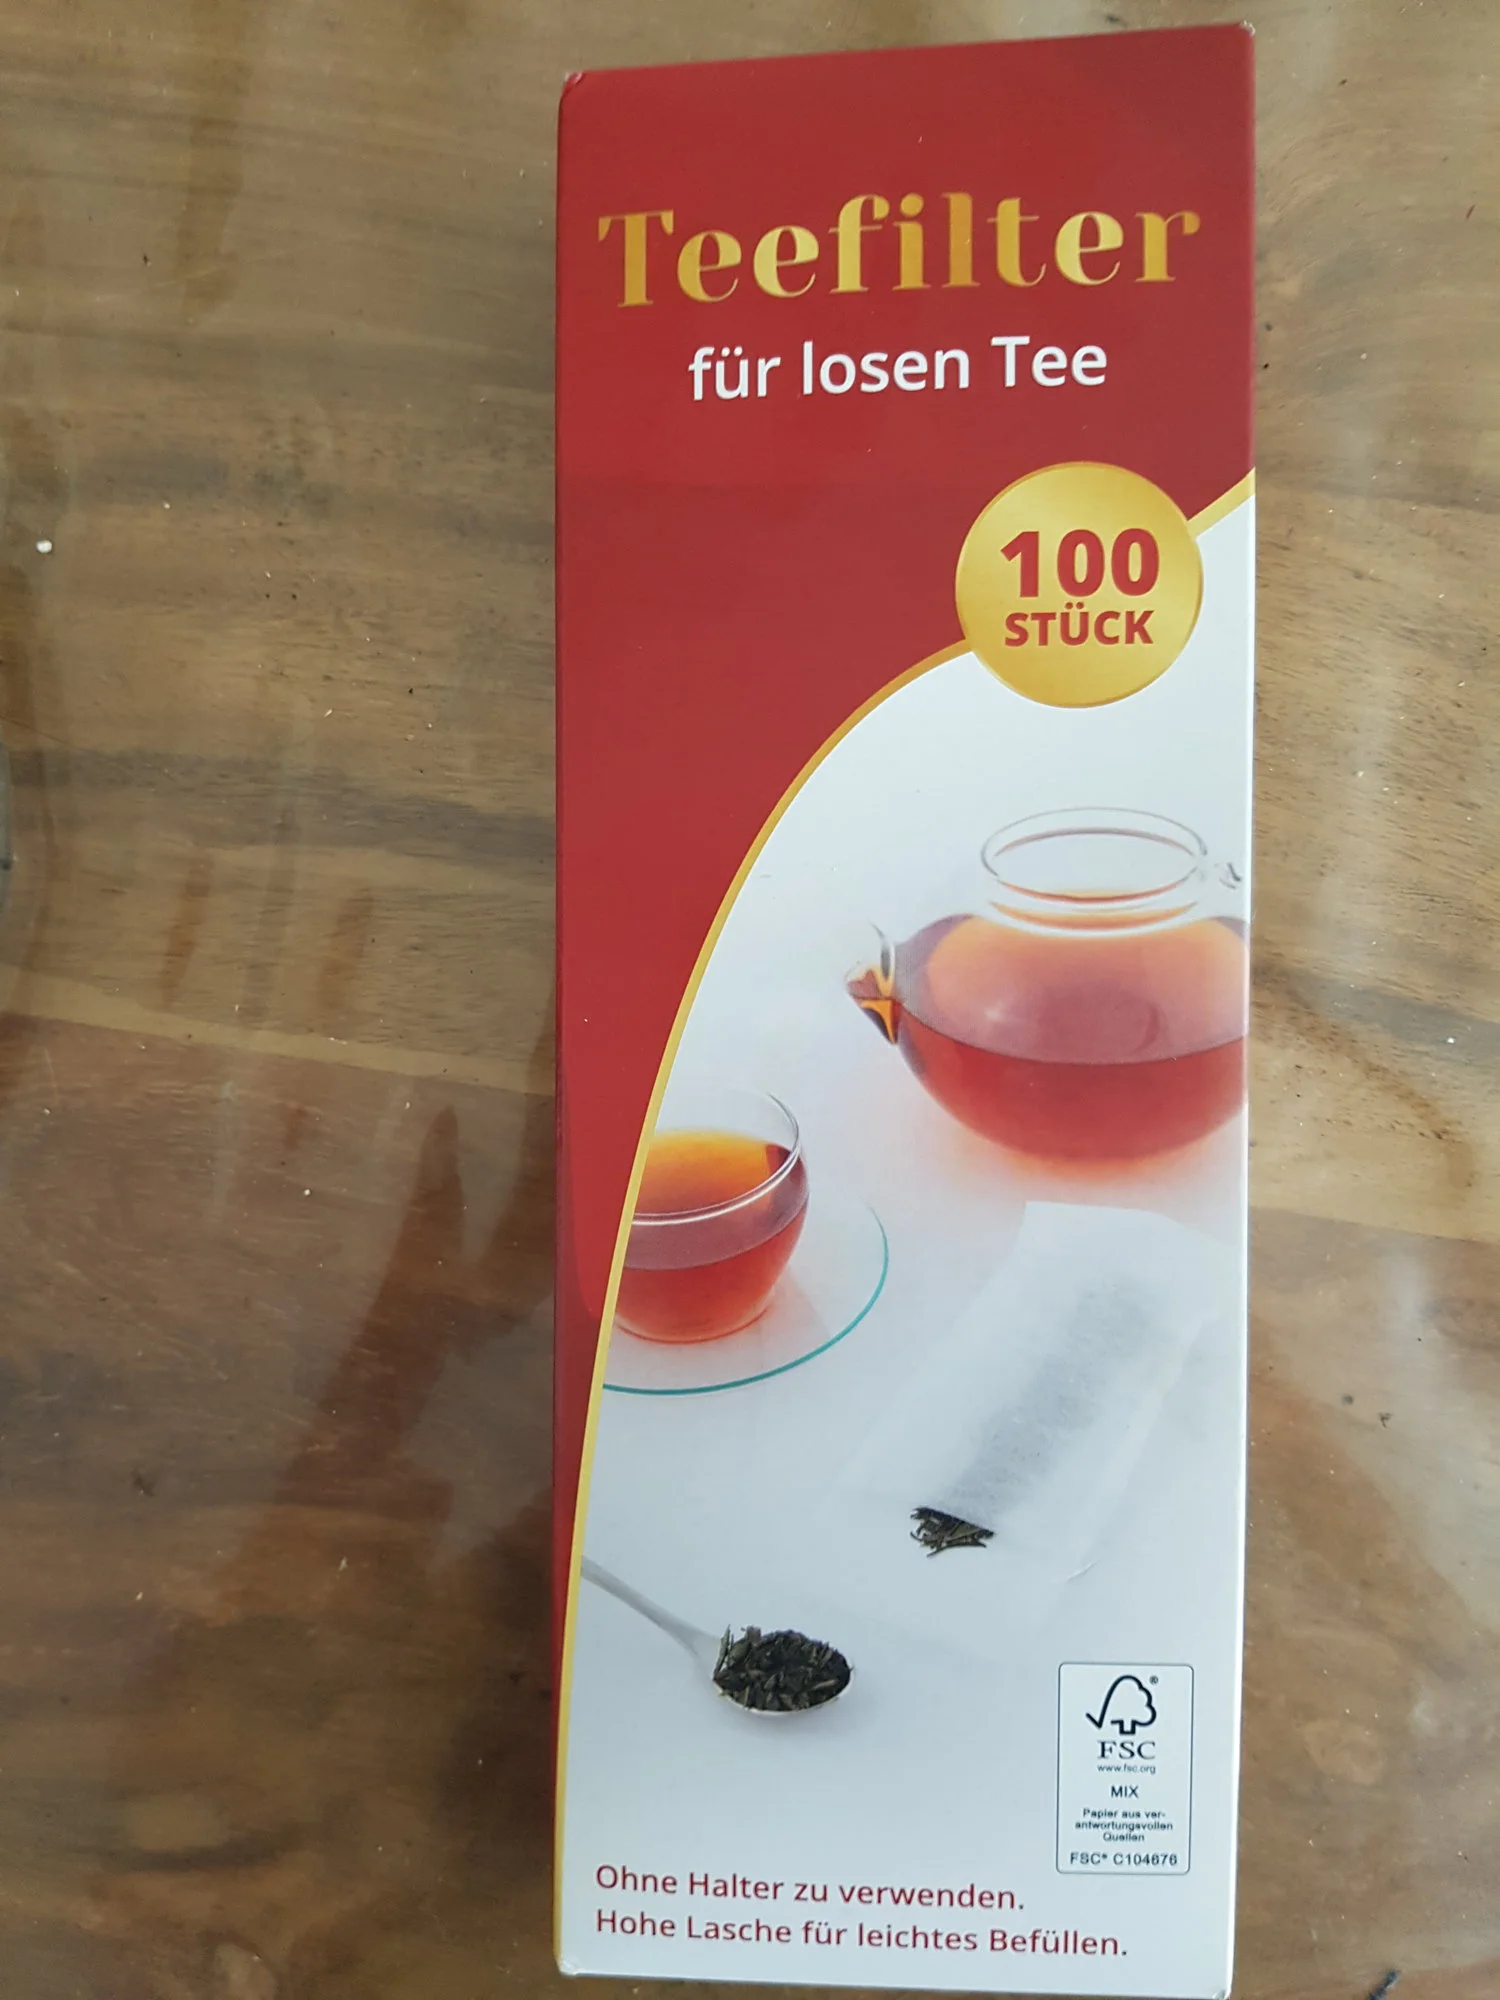 Teefilter
für losen Tee
100
STÜCK
®
FSC
www.fsc.org
MIX
Papier aus ver-
antwortungsvollen
Quellen
FSC® C104676
Ohne Halter zu verwenden.
Hohe Lasche für leichtes Befüllen.